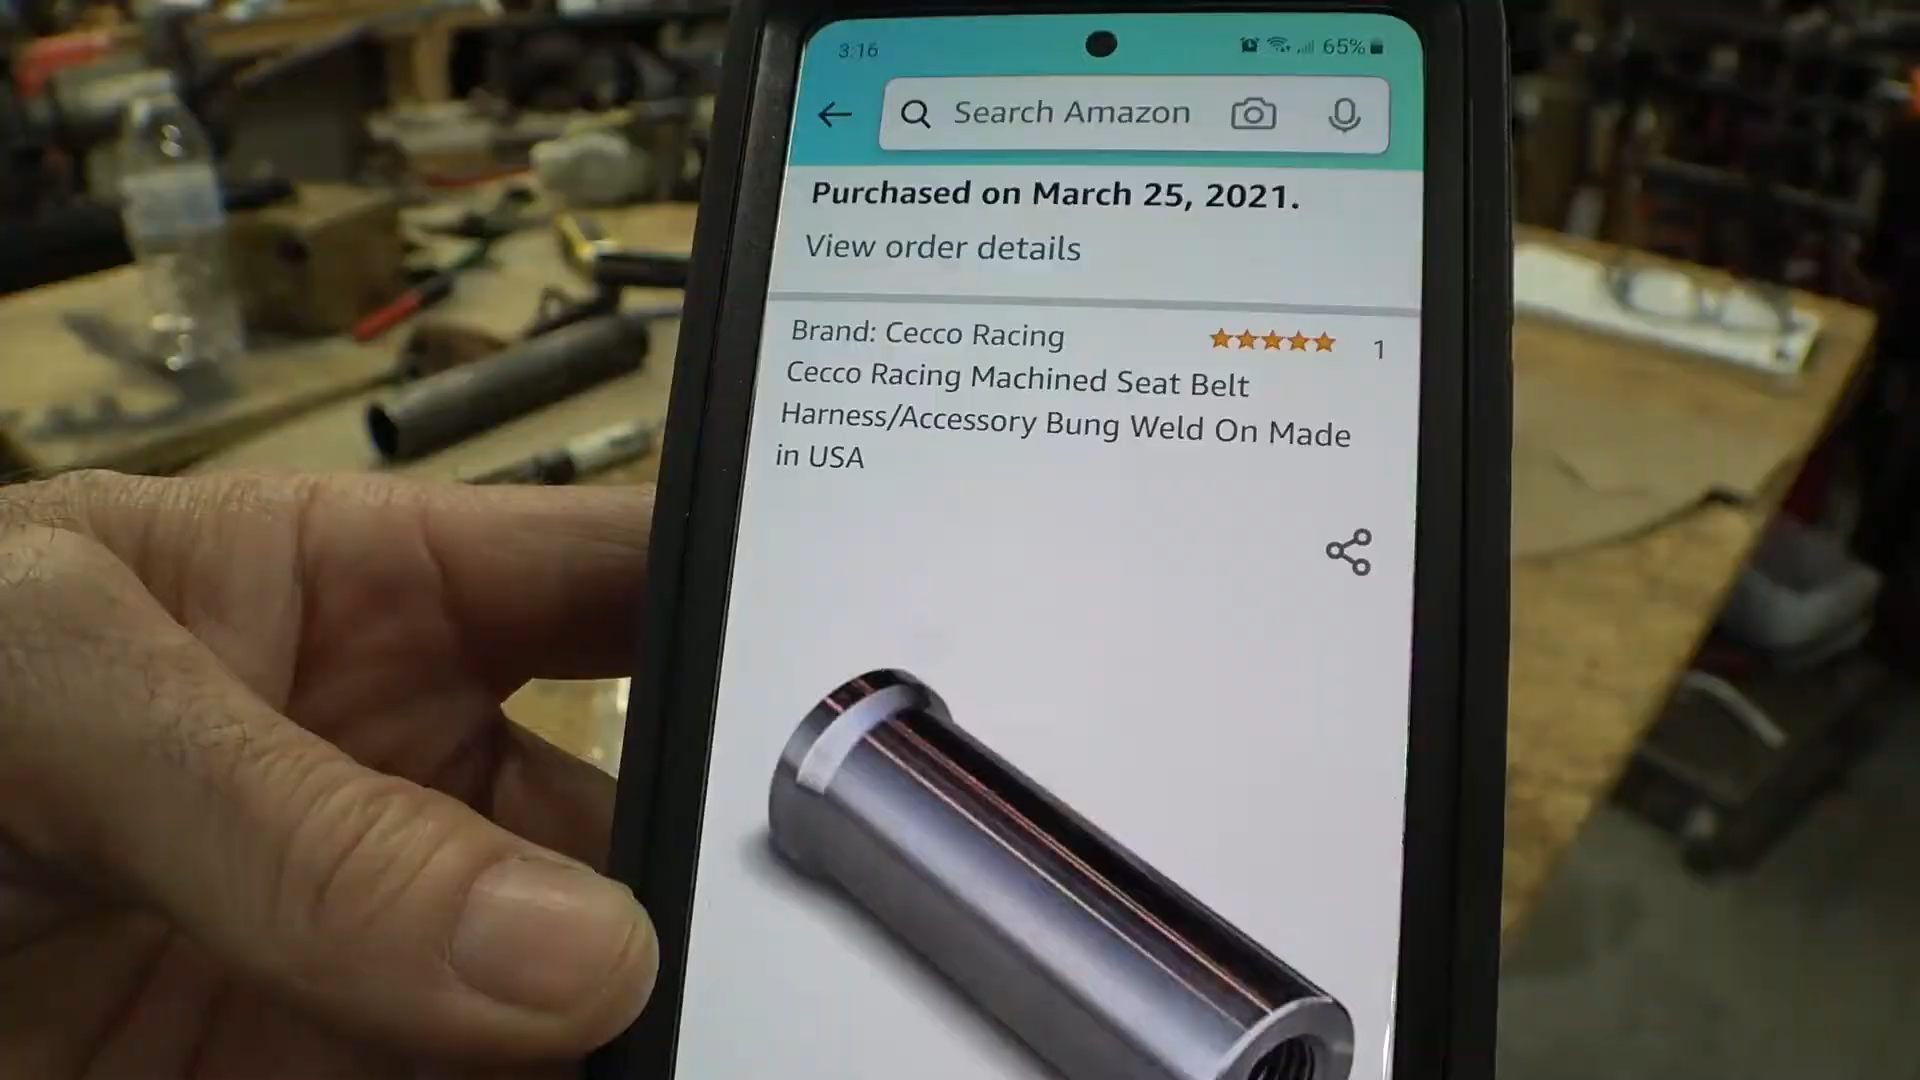 3:16
65%
Search Amazon
Purchased on March 25, 2021.
View order details
Brand: Cecco Racing
1
Cecco Racing Machined Seat Belt
Harness/Accessory Bung Weld On Made
in USA